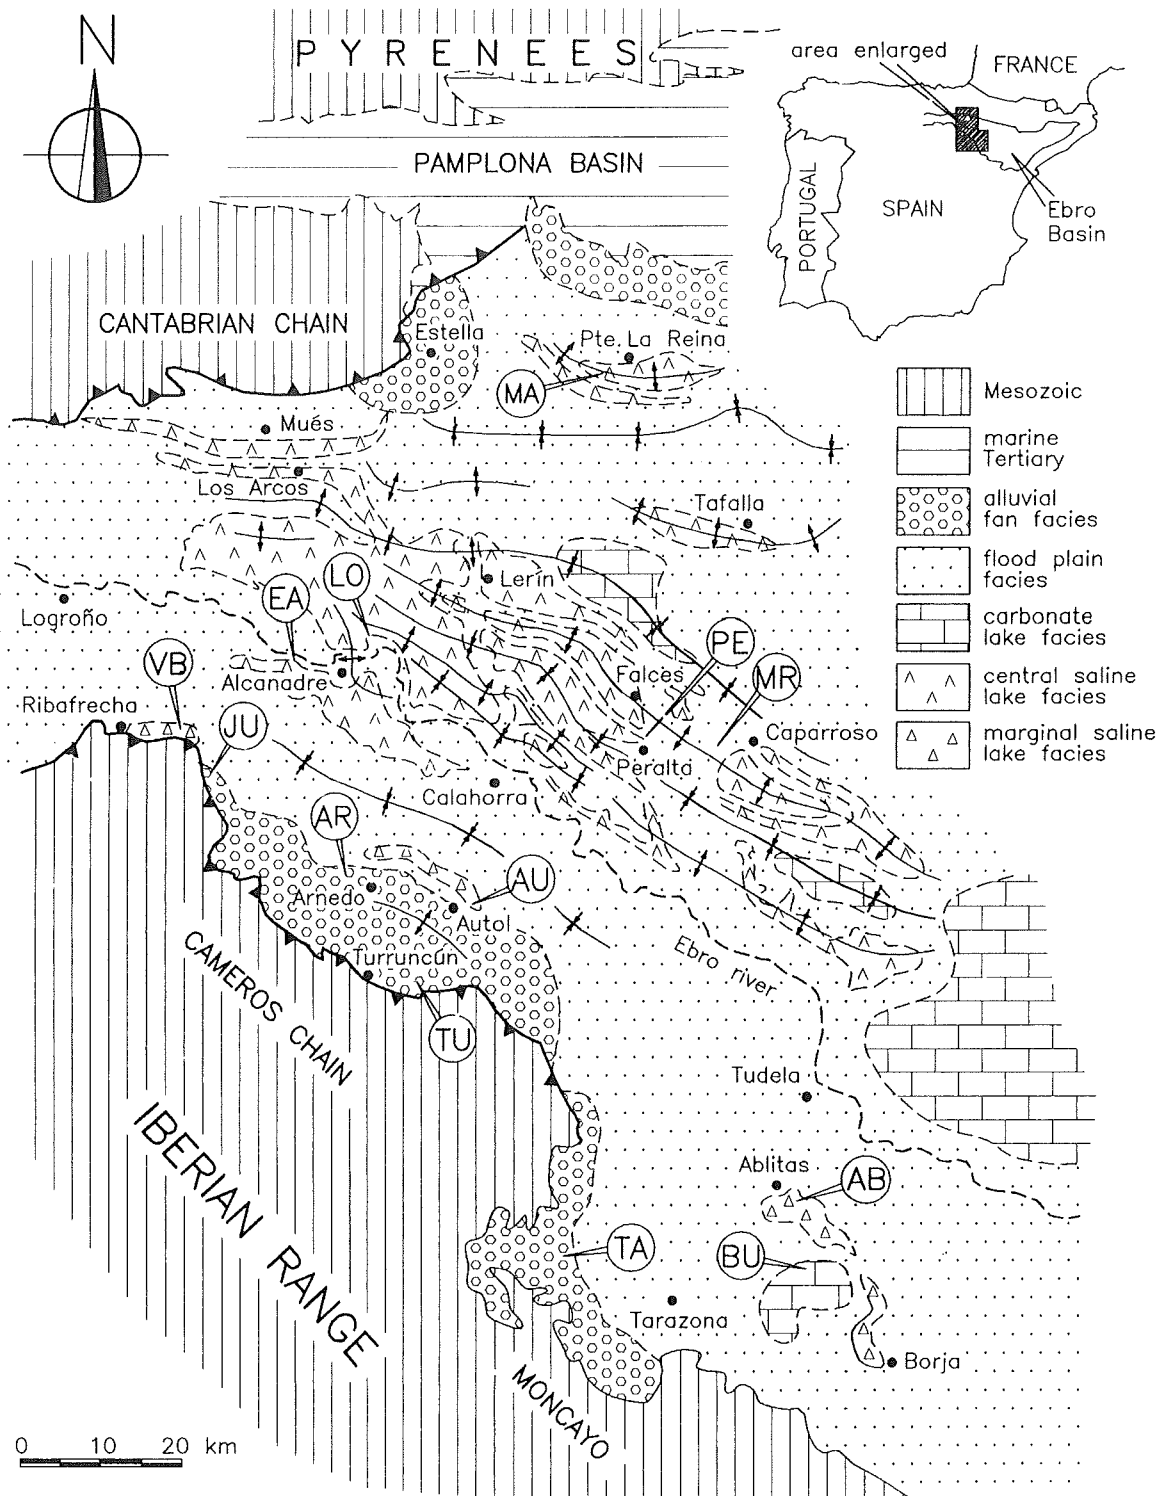 N
PYRENEES
PAMPLONA BASIN
area enlarged
FRANCE
PORTUGAL
SPAIN
Ebro
Basin
CANTABRIAN CHAIN
Estella
Pte. La Reina
MA
Mués
Los Arcos
Tafalla
Mesozoic
marine
Tertiary
alluvial
fan facies
flood plain
facies
carbonate
lake facies
central saline
lake facies
marginal saline
lake facies
Logroño
EA
LO
Lerín
VB
Alcanadre
Falces
PE
MR
Ribafrecha
JU
Caparroso
Peralta
Calahorra
AR
Arnedo
AU
Autol
Turruncún
TU
CAMEROS CHAIN
Ebro river
IBERIAN RANGE
Tudela
Ablitas
AB
TA
BU
Tarazona
MONCAYO
Borja
0 10 20 km